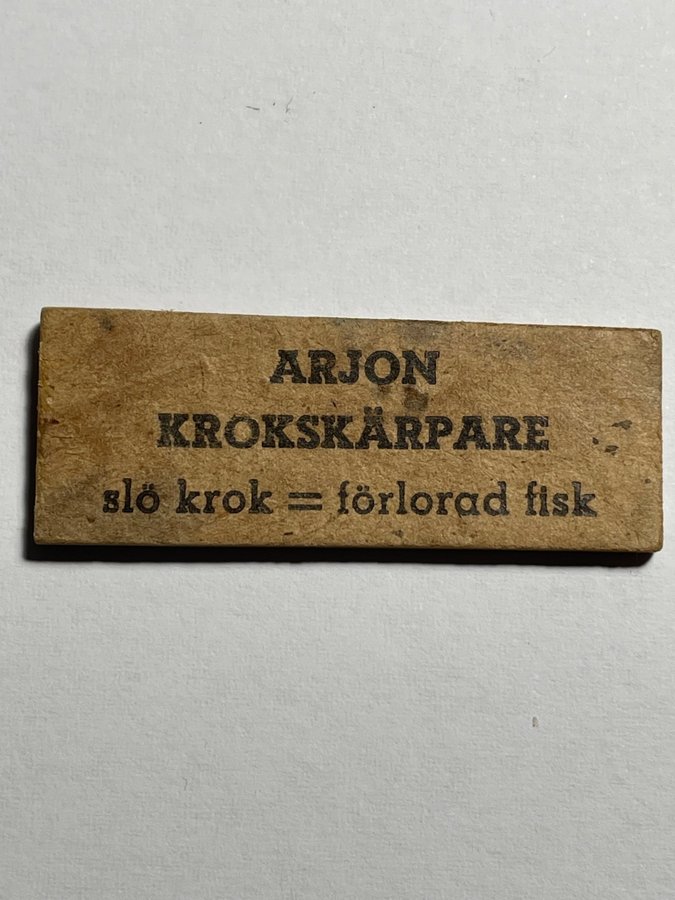 ARJON
KROKSKÄRPARE
slö krok = förlorad fisk